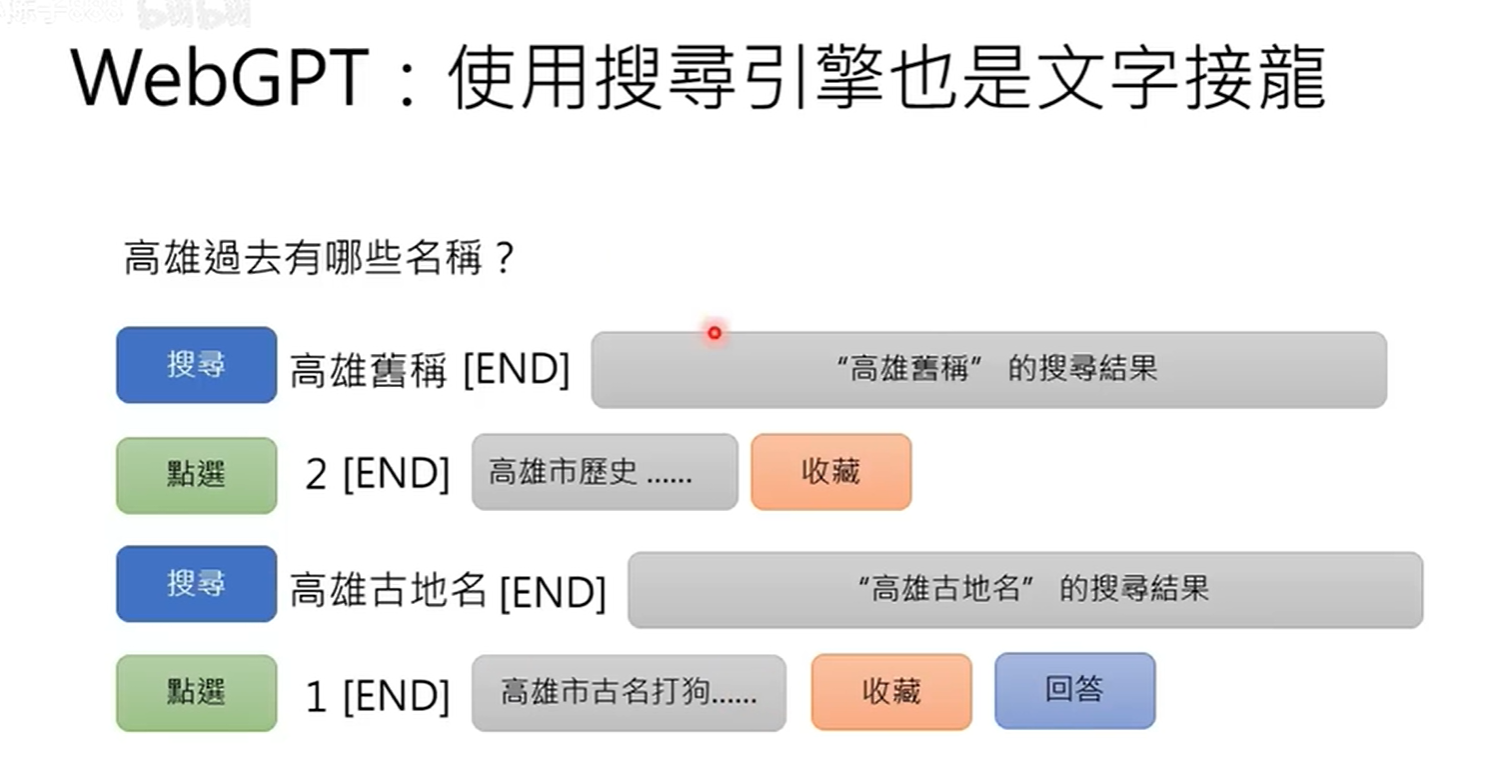 WebGPT：使用搜尋引擎也是文字接龍
高雄過去有哪些名稱？
搜尋 高雄舊稱 [END] “高雄舊稱” 的搜尋結果
點選 2 [END] 高雄市歷史 ...... 收藏
搜尋 高雄古地名 [END] “高雄古地名” 的搜尋結果
點選 1 [END] 高雄市古名打狗...... 收藏 回答